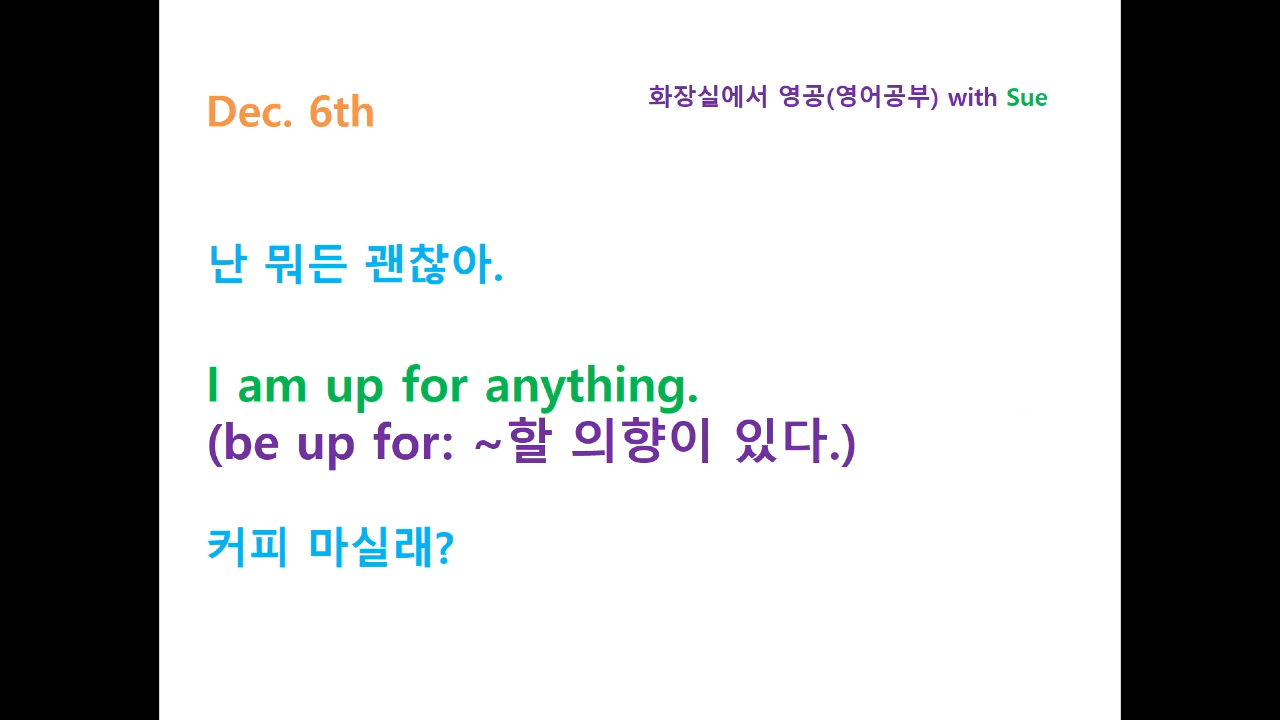 Dec. 6th
화장실에서 영공(영어공부) with Sue
난 뭐든 괜찮아.
I am up for anything.
(be up for: ~할 의향이 있다.)
커피 마실래?